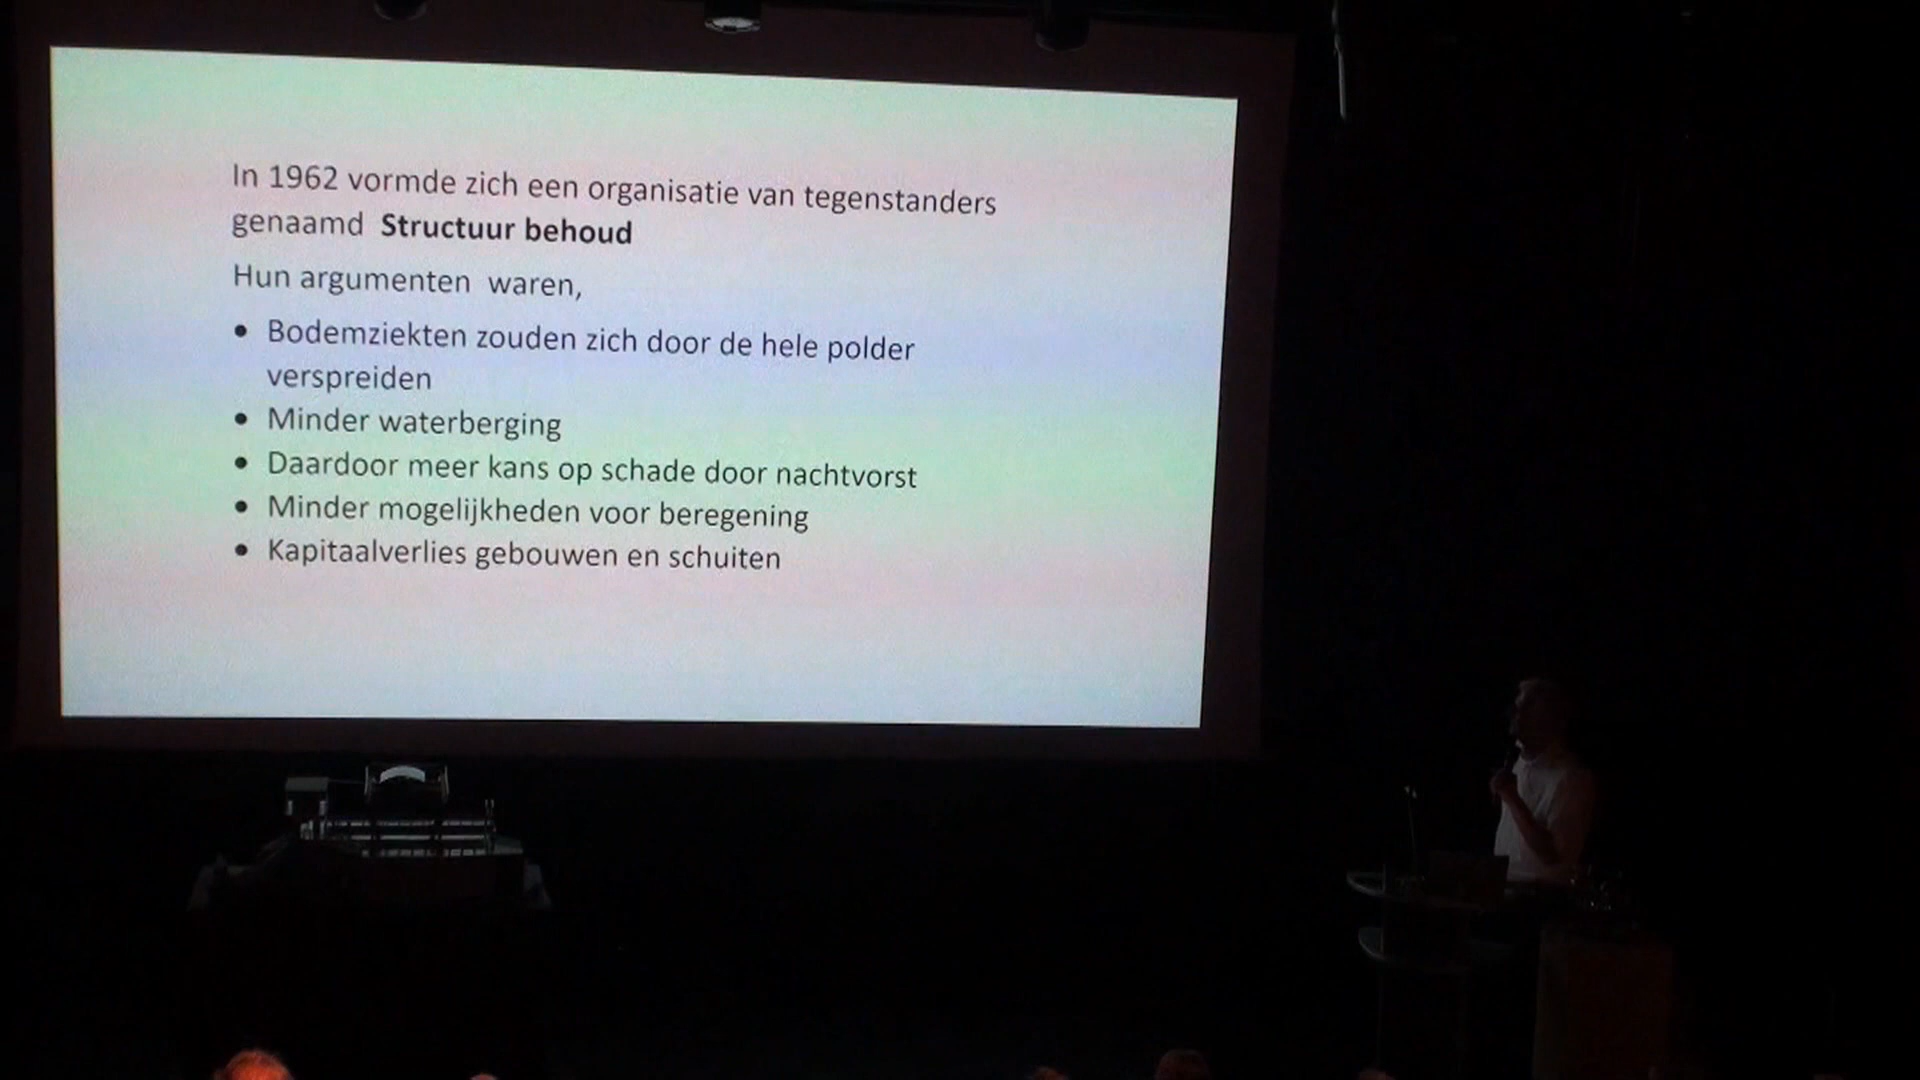 In 1962 vormde zich een organisatie van tegenstanders
genaamd Structuur behoud
Hun argumenten waren,
• Bodemziekten zouden zich door de hele polder
verspreiden
• Minder waterberging
• Daardoor meer kans op schade door nachtvorst
• Minder mogelijkheden voor beregening
• Kapitaalverlies gebouwen en schuiten